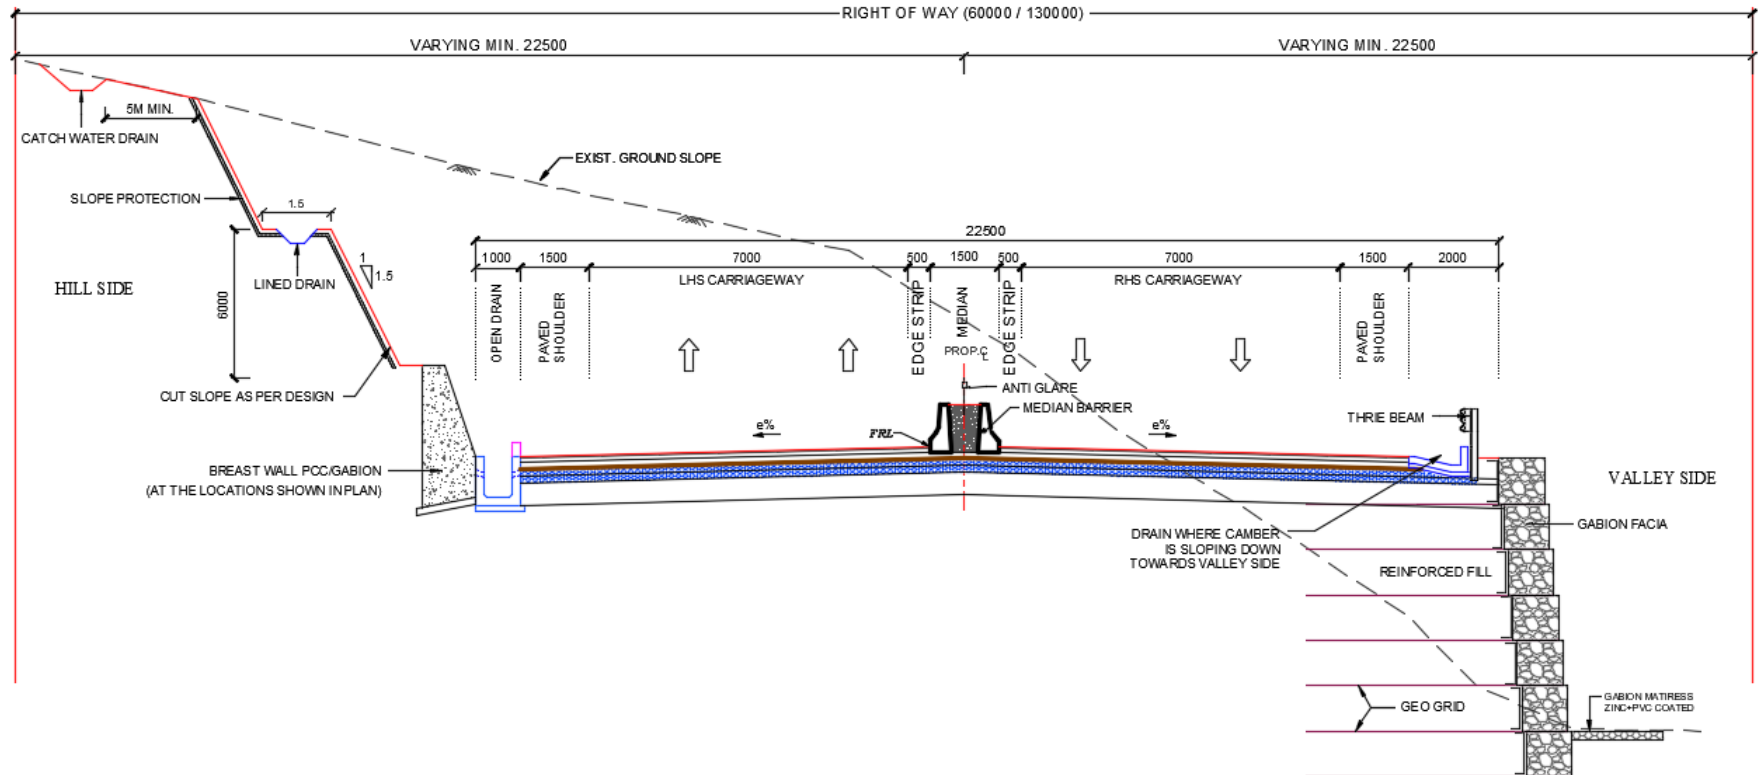 RIGHT OF WAY (60000 / 130000)
VARYING MIN. 22500
VARYING MIN. 22500
5M MIN.
CATCH WATER DRAIN
EXIST. GROUND SLOPE
SLOPE PROTECTION
1.5
22500
1000
1500
7000
500
1500
500
7000
1500
2000
LHS CARRIAGEWAY
RHS CARRIAGEWAY
1
1.5
LINED DRAIN
HILL SIDE
6000
OPEN DRAIN
PAVED
SHOULDER
EDGE STRIP
MEDIAN
EDGE STRIP
PAVED
SHOULDER
PROP.C
L
CUT SLOPE AS PER DESIGN
ANTI GLARE
MEDIAN BARRIER
THRIE BEAM
e%
FRL
e%
BREAST WALL PCC/GABION
(AT THE LOCATIONS SHOWN IN PLAN)
VALLEY SIDE
GABION FACIA
DRAIN WHERE CAMBER
IS SLOPING DOWN
TOWARDS VALLEY SIDE
REINFORCED FILL
GEO GRID
GABION MATIRESS
ZINC+PVC COATED